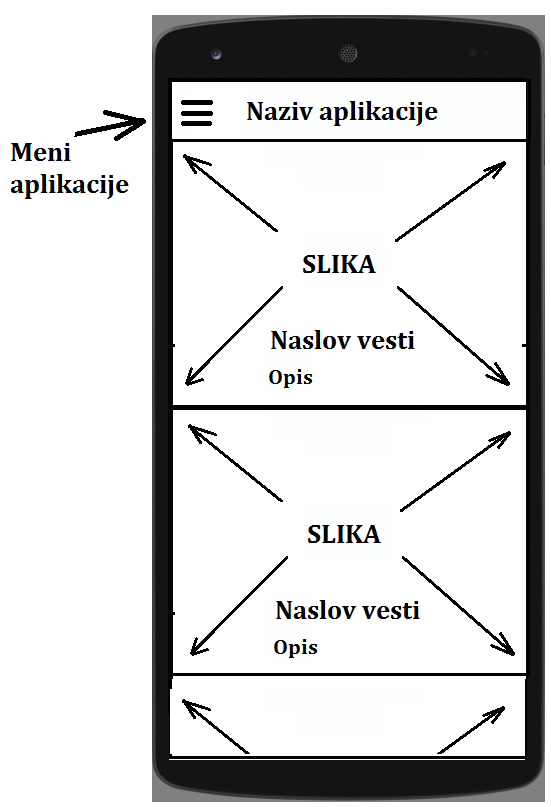 Naziv aplikacije
Meni
aplikacije
SLIKA
Naslov vesti
Opis
SLIKA
Naslov vesti
Opis